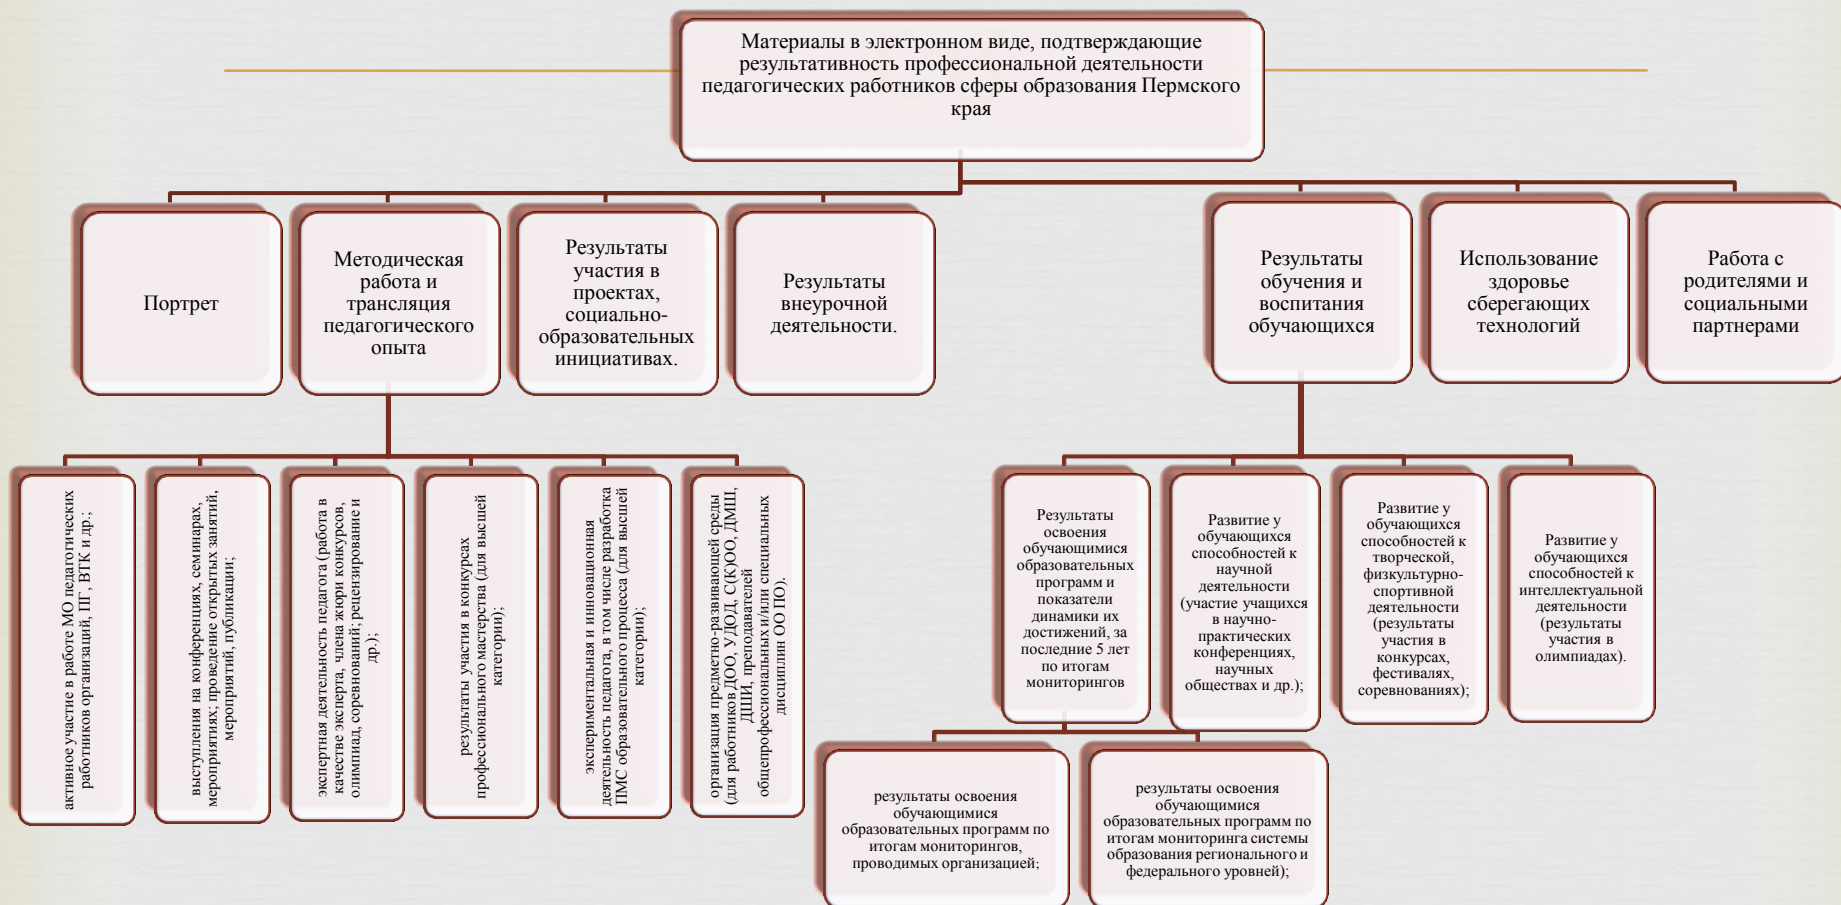 Материалы в электронном виде, подтверждающие
результативность профессиональной деятельности
педагогических работников сферы образования Пермского
края
Портрет
Методическая
работа и
трансляция
педагогического
опыта
Результаты
участия в
проектах,
социально-
образовательных
инициативах.
Результаты
внеурочной
деятельности.
Результаты
обучения и
воспитания
обучающихся
Использование
здоровье
сберегающих
технологий
Работа с
родителями и
социальными
партнерами
активное участие в работе МО педагогических
работников организаций, ПГ, ВТК и др.;
выступления на конференциях, семинарах,
мероприятиях; проведение открытых занятий,
мероприятий, публикации;
экспертная деятельность педагога (работа в
качестве эксперта, члена жюри конкурсов,
олимпиад, соревнований; рецензирование и
др.);
результаты участия в конкурсах
профессионального мастерства (для высшей
категории);
экспериментальная и инновационная
деятельность педагога, в том числе разработка
ПМС образовательного процесса (для высшей
категории);
организация предметно-развивающей среды
(для работников ДОО, УДОД, С(К)ОО, ДМШ,
ДШИ, преподавателей
общепрофессиональных и/или специальных
дисциплин ОО ПО).
Результаты
освоения
обучающимися
образовательных
программ и
показатели
динамики их
достижений, за
последние 5 лет
по итогам
мониторингов
Развитие у
обучающихся
способностей к
научной
деятельности
(участие учащихся
в научно-
практических
конференциях,
научных
обществах и др.);
Развитие у
обучающихся
способностей к
творческой,
физкультурно-
спортивной
деятельности
(результаты
участия в
конкурсах,
фестивалях,
соревнованиях);
Развитие у
обучающихся
способностей к
интеллектуальной
деятельности
(результаты
участия в
олимпиадах).
результаты освоения
обучающимися
образовательных программ по
итогам мониторингов,
проводимых организацией;
результаты освоения
обучающимися
образовательных программ по
итогам мониторинга системы
образования регионального и
федерального уровней);